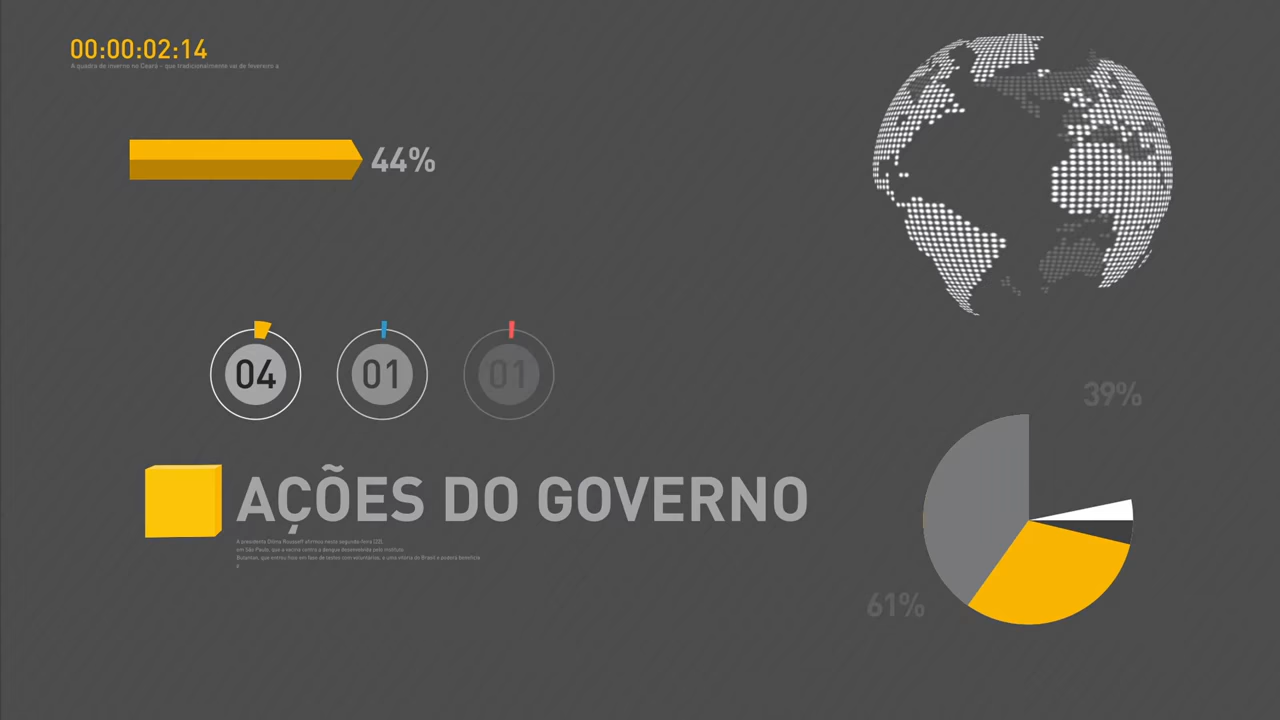 00:00:02:14
A quadra de inverno no Ceará – que tradicionalmente vai de fevereiro a
44%
04
01
01
39%
AÇÕES DO GOVERNO
A presidente Dilma Rousseff afirmou nesta segunda-feira (22),
em São Paulo, que a vacina contra a dengue desenvolvida pelo Instituto
Butantan, que entrou hoje em fase de testes com voluntários, é uma vitória do Brasil e poderá beneficia
r
61%